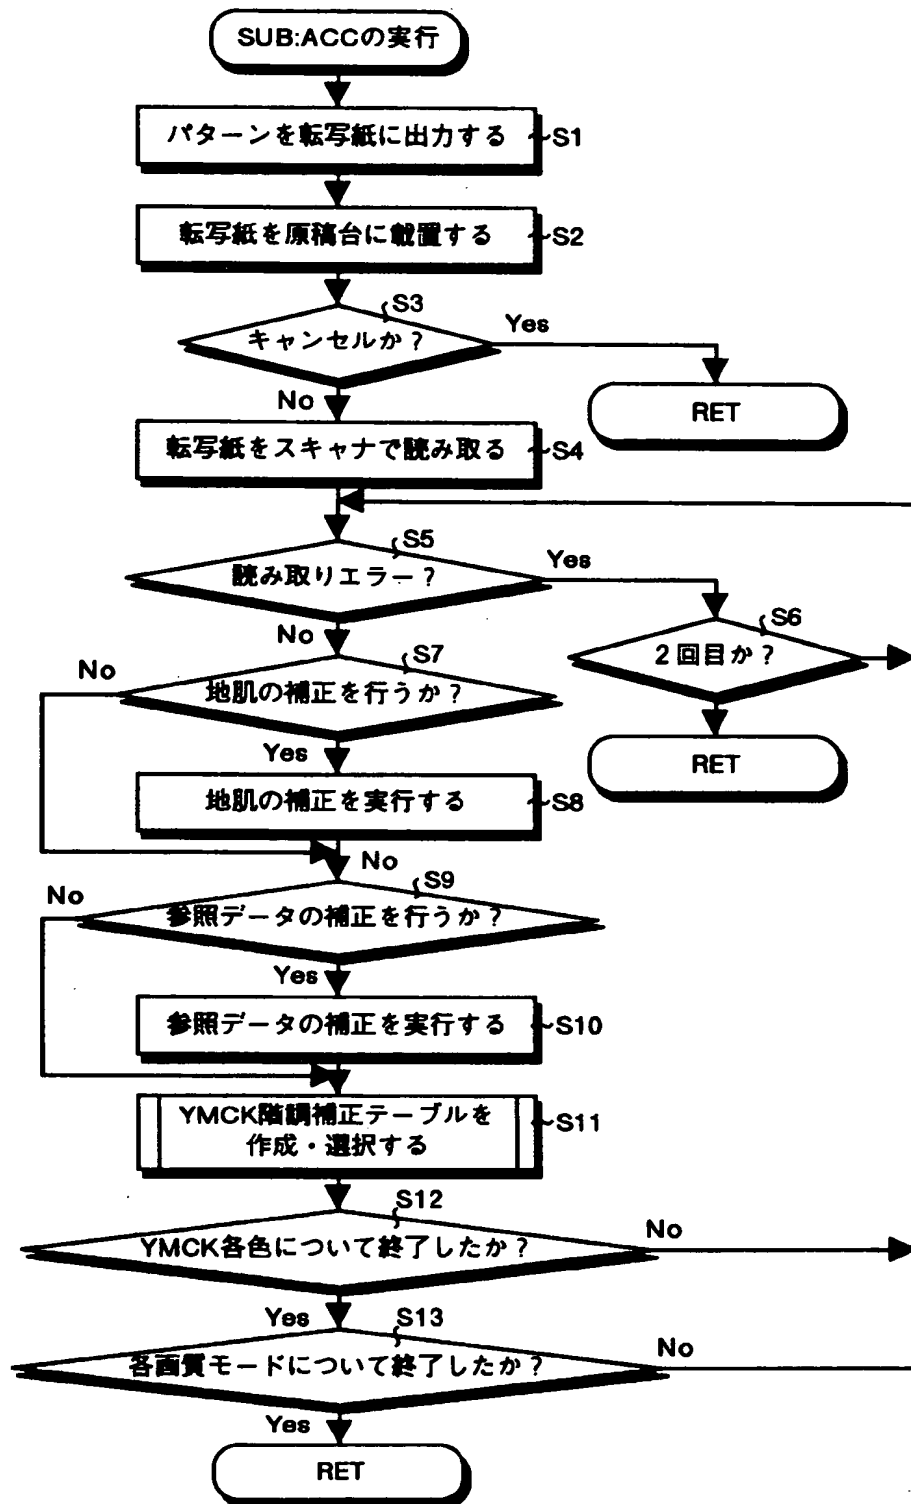 SUB:ACCの実行
パターンを転写紙に出力する
S1
転写紙を原稿台に載置する
S2
S3
キャンセルか？
Yes
No
RET
転写紙をスキャナで読み取る
S4
S5
読み取りエラー？
Yes
No
S6
2回目か？
RET
S7
地肌の補正を行うか？
No
Yes
地肌の補正を実行する
S8
No
S9
参照データの補正を行うか？
No
Yes
参照データの補正を実行する
S10
YMCK階調補正テーブルを
作成・選択する
S11
S12
YMCK各色について終了したか？
No
Yes
S13
各画質モードについて終了したか？
No
Yes
RET